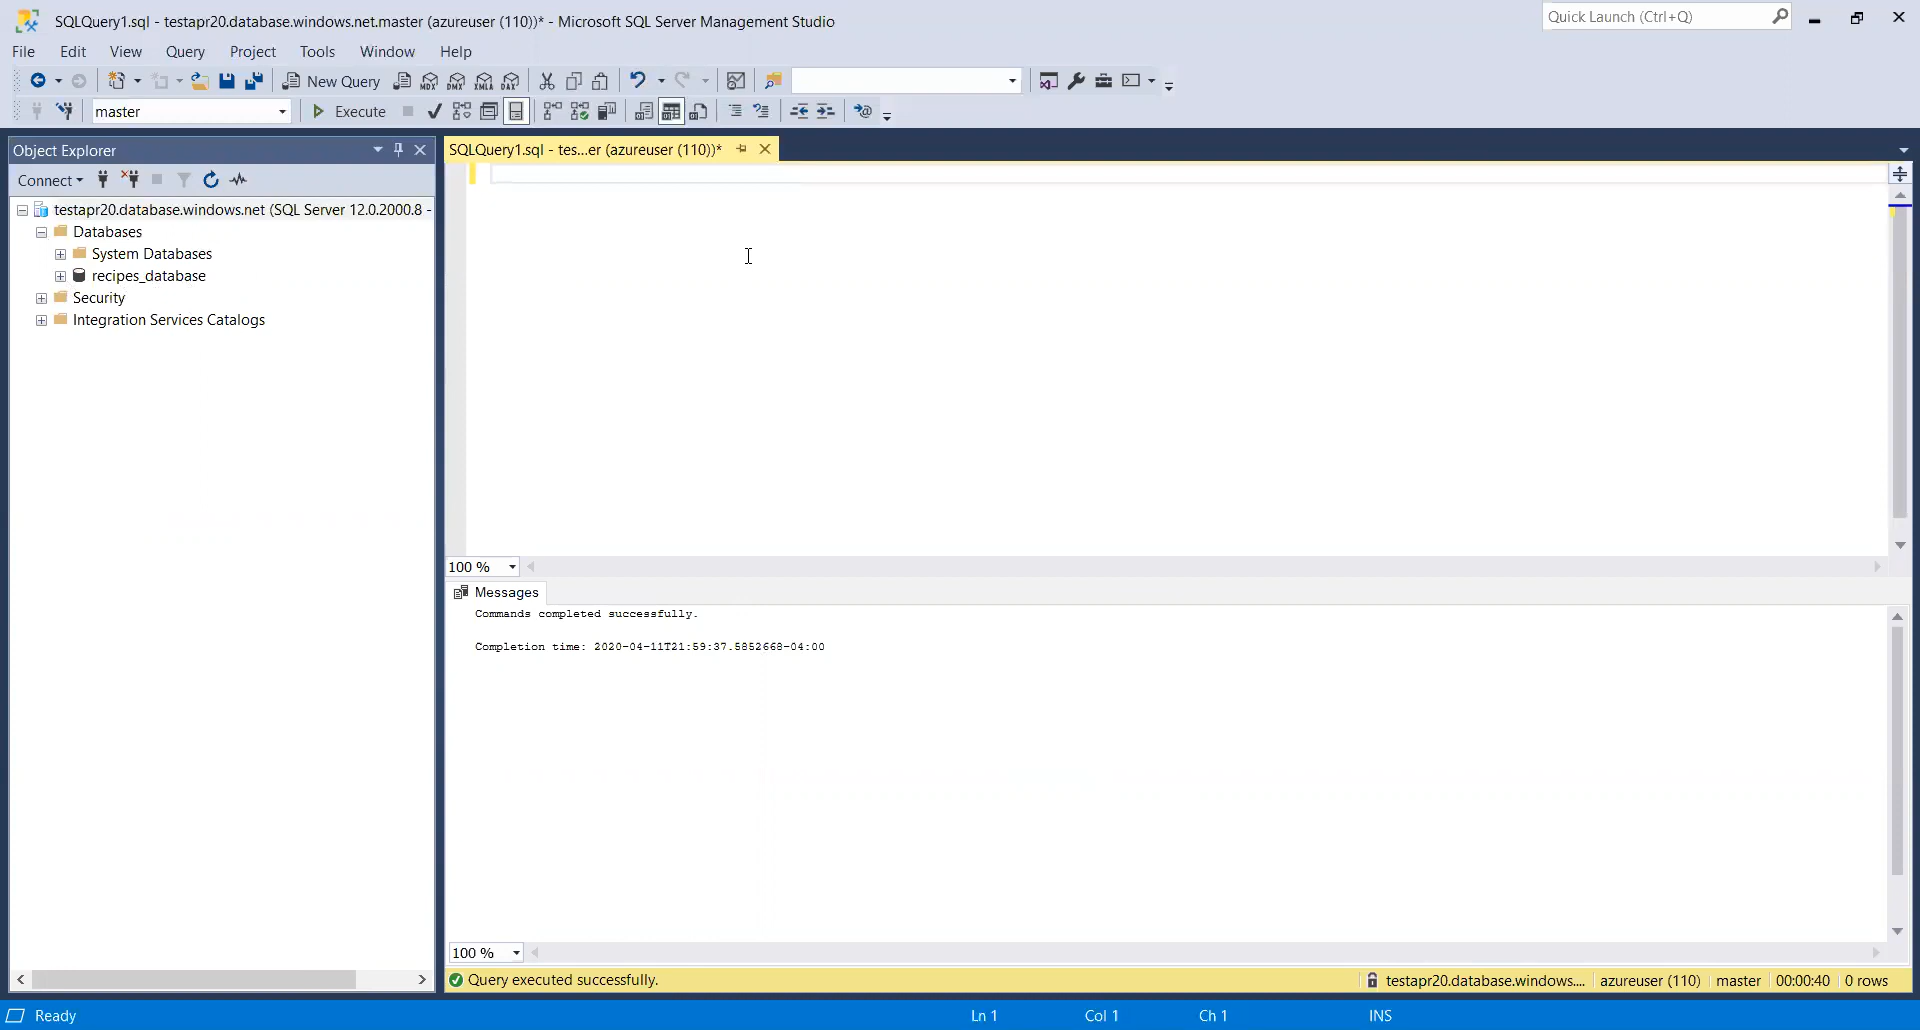 SQLQuery1.sql - testapr20.database.windows.net.master (azureuser (110))* - Microsoft SQL Server Management Studio
Quick Launch (Ctrl+Q)
File Edit View Query Project Tools Window Help
New Query MDX DMX XMLA DAX
master Execute
Object Explorer
SQLQuery1.sql - tes...er (azureuser (110))*
Connect
testapr20.database.windows.net (SQL Server 12.0.2000.8 -
Databases
System Databases
recipes_database
Security
Integration Services Catalogs
100 %
Messages
Commands completed successfully.
Completion time: 2020-04-11T21:59:37.5852668-04:00
100 %
Query executed successfully.
testapr20.database.windows.... azureuser (110) master 00:00:40 0 rows
Ready Ln 1 Col 1 Ch 1 INS